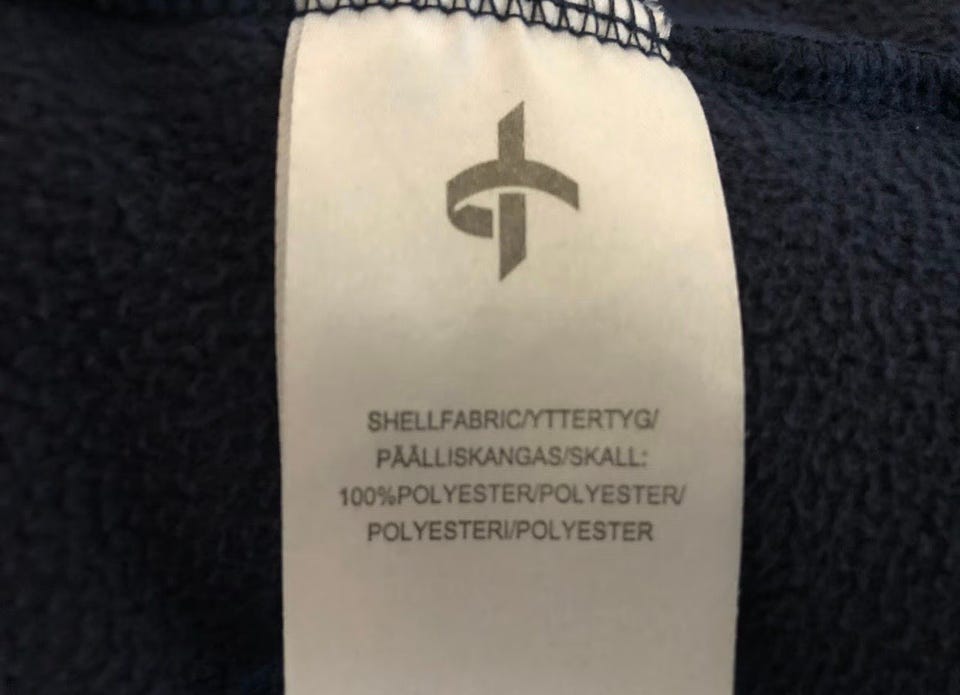 SHELLFABRIC/YTTERTYG/
PÄÄLLISKANGAS/SKALL:
100%POLYESTER/POLYESTER/
POLYESTERI/POLYESTER